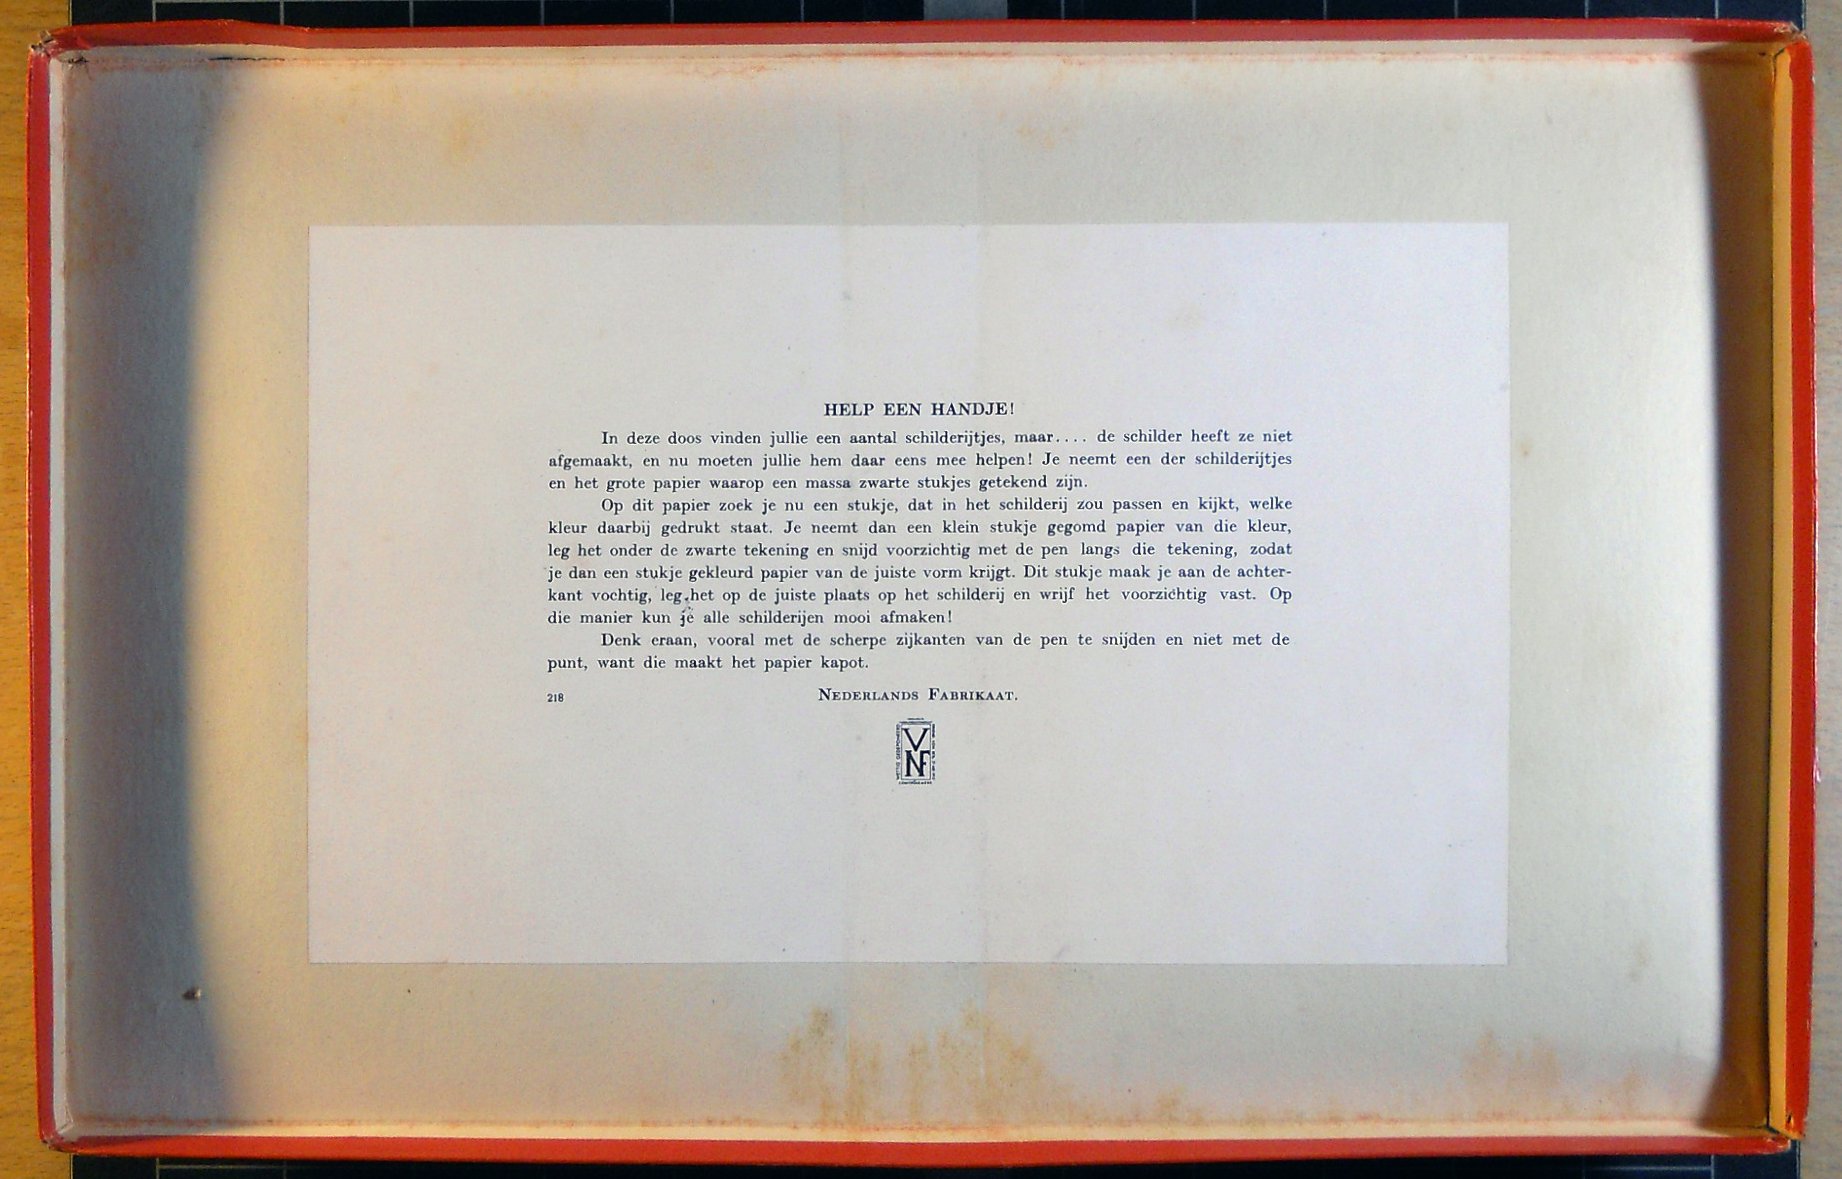 HELP EEN HANDJE!
In deze doos vinden jullie een aantal schilderijtjes, maar.... de schilder heeft ze niet
afgemaakt, en nu moeten jullie hem daar eens mee helpen! Je neemt een der schilderijtjes
en het grote papier waarop een massa zwarte stukjes getekend zijn.
Op dit papier zoek je nu een stukje, dat in het schilderij zou passen en kijkt, welke
kleur daarbij gedrukt staat. Je neemt dan een klein stukje gegomd papier van die kleur,
leg het onder de zwarte tekening en snijd voorzichtig met de pen langs die tekening, zodat
je dan een stukje gekleurd papier van de juiste vorm krijgt. Dit stukje maak je aan de achter-
kant vochtig, leg het op de juiste plaats op het schilderij en wrijf het voorzichtig vast. Op
die manier kun je alle schilderijen mooi afmaken!
Denk eraan, vooral met de scherpe zijkanten van de pen te snijden en niet met de
punt, want die maakt het papier kapot.
218
NEDERLANDS FABRIKAAT.
VNF